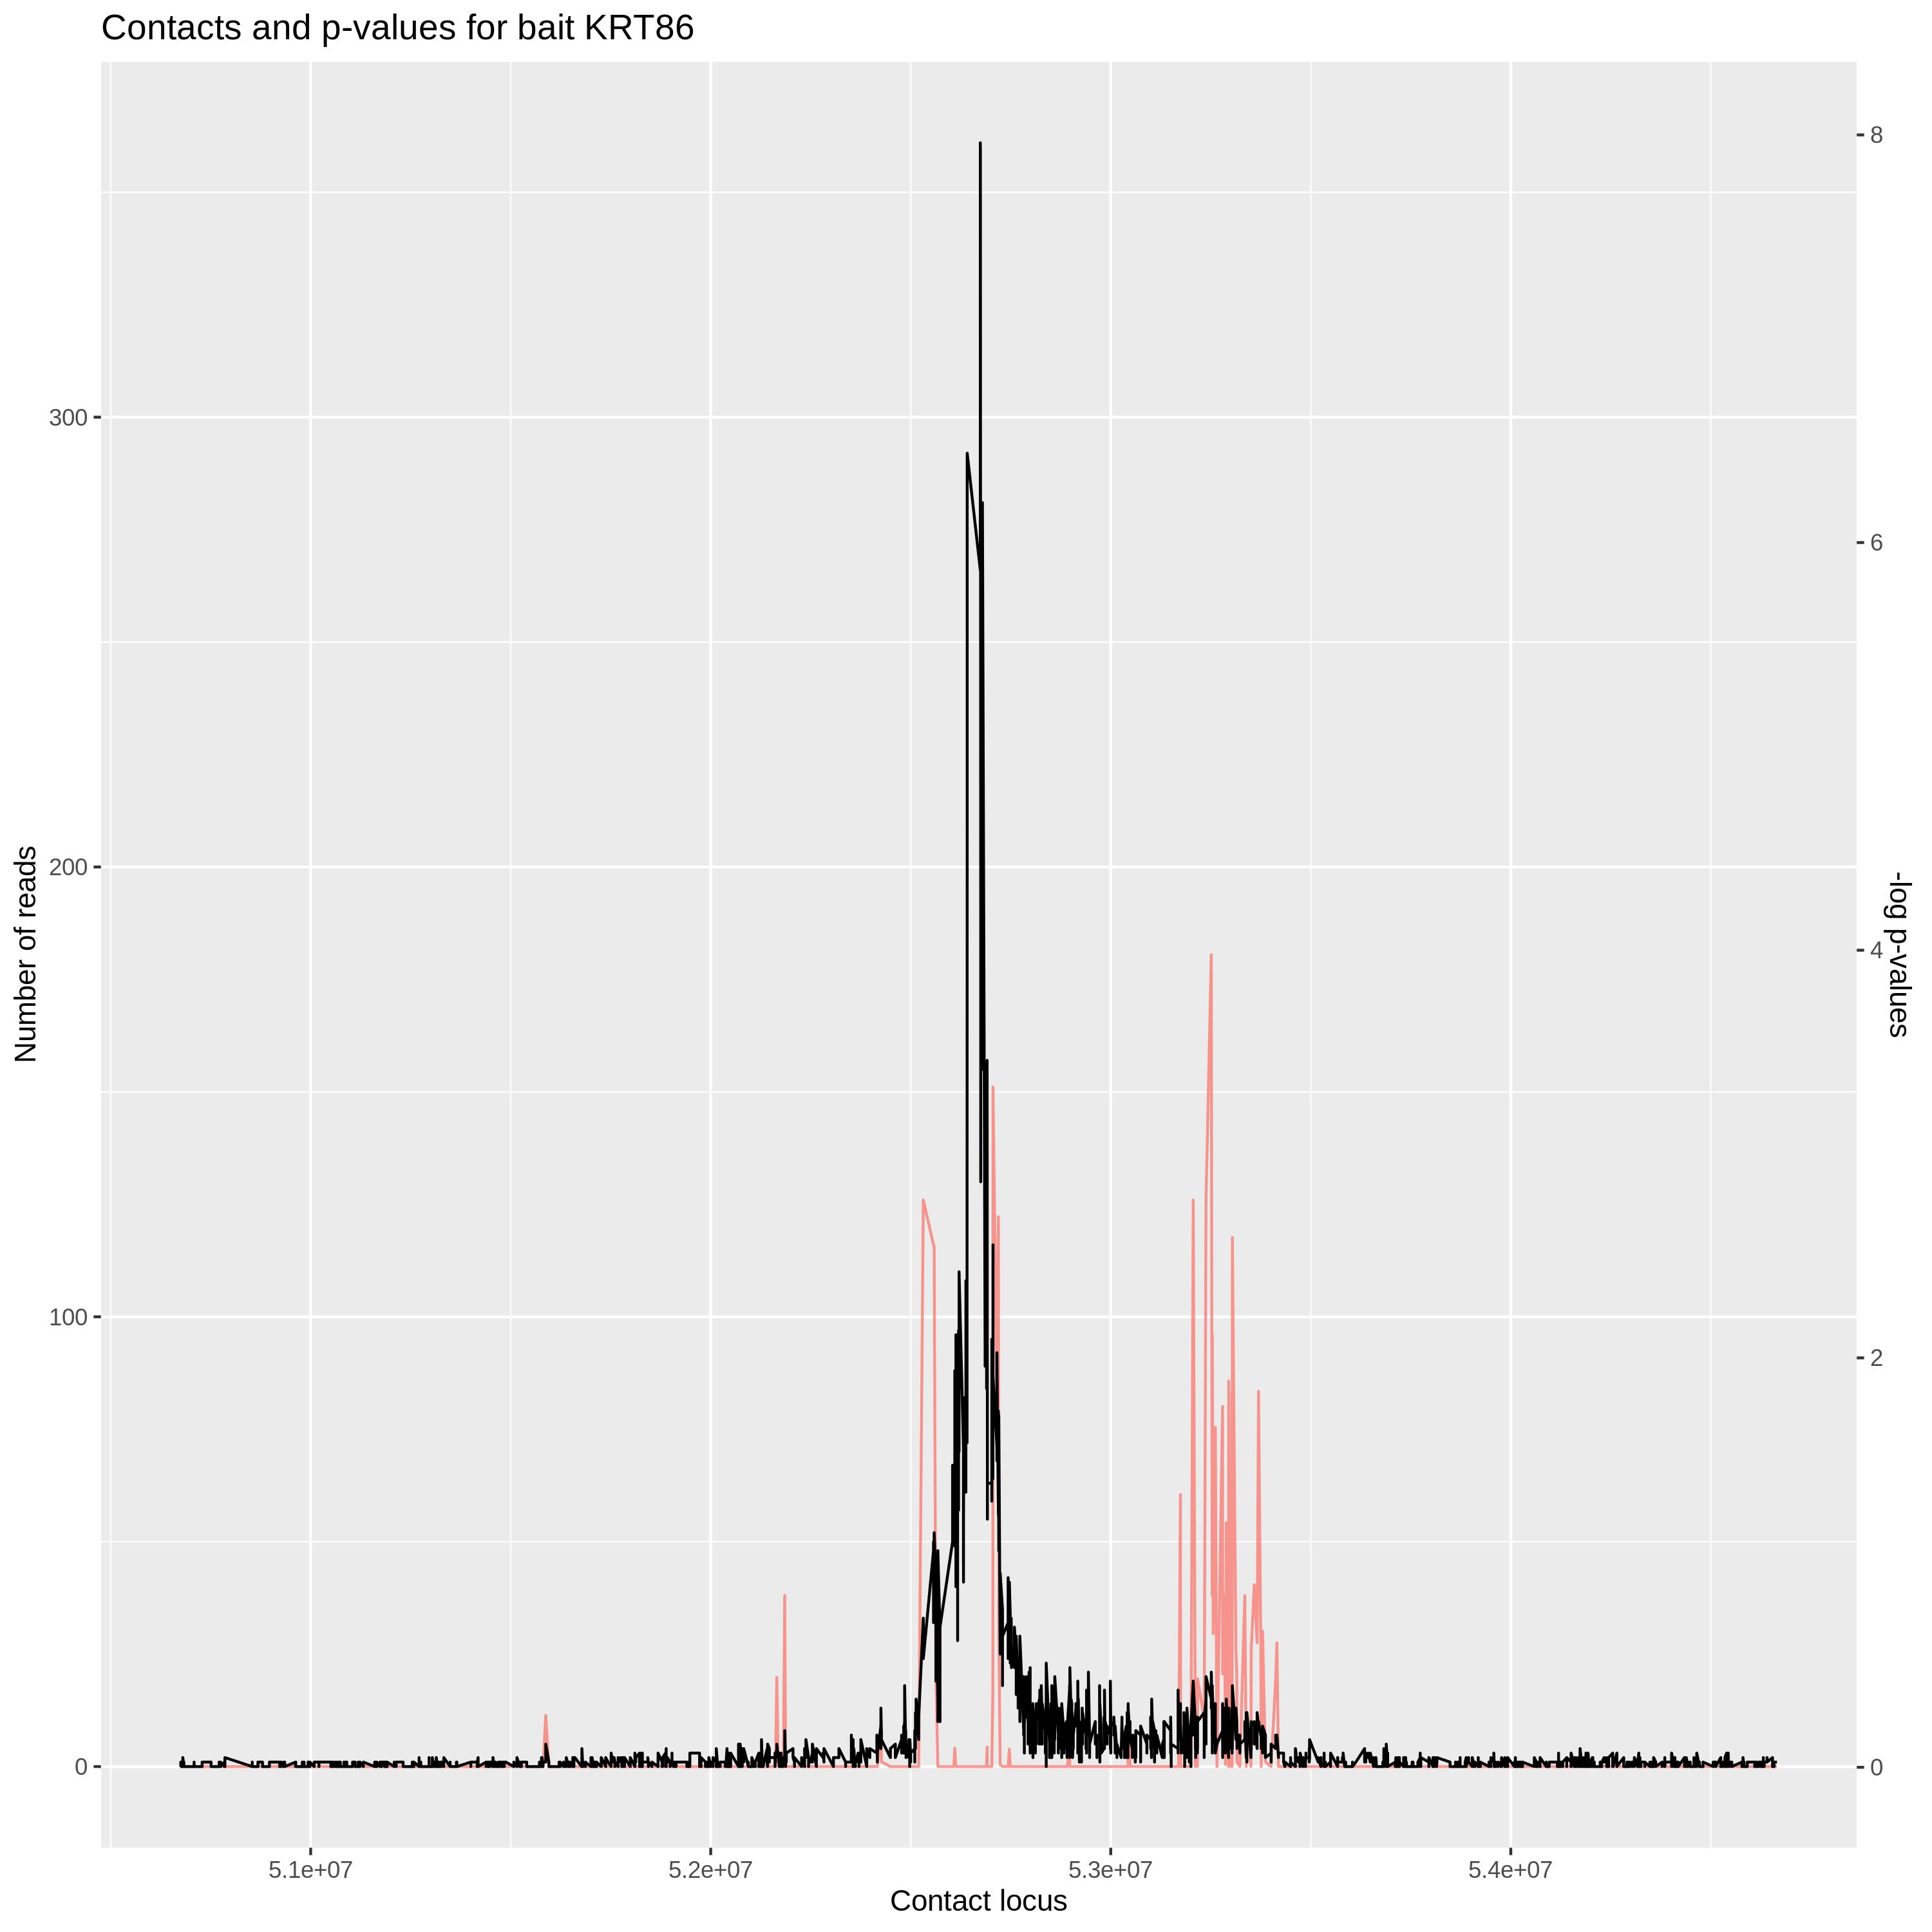 Contacts and p-values for bait KRT86
Number of reads
300
200
100
0
8
6
4
2
0
-log p-values
5.1e+07 5.2e+07 5.3e+07 5.4e+07
Contact locus